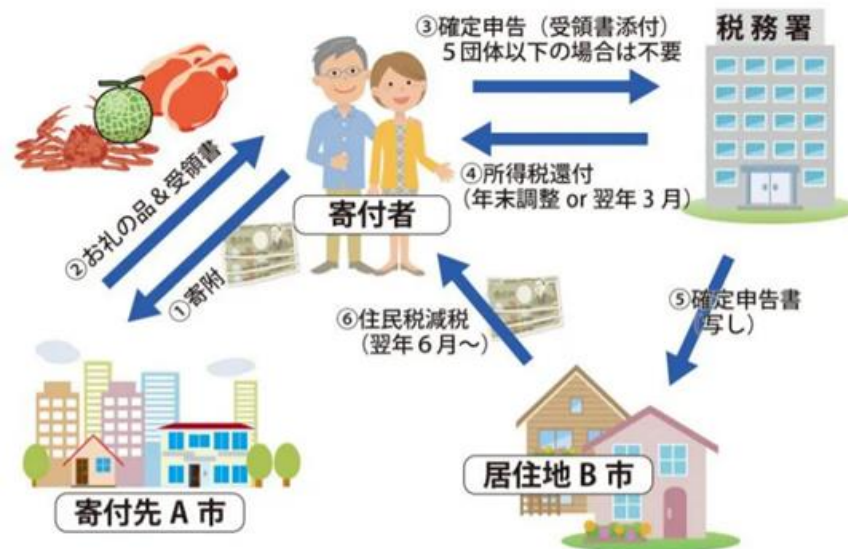 ③確定申告（受領書添付）
５団体以下の場合は不要
税務署
④所得税還付
（年末調整 or 翌年３月）
寄付者
②お礼の品＆受領書
①寄附
⑥住民税減税
（翌年６月～）
⑤確定申告書
（写し）
寄付先 A 市
居住地 B 市